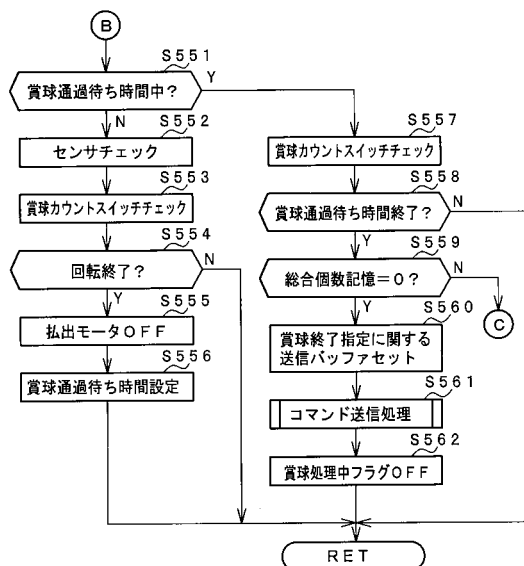 B
S551
賞球通過待ち時間中？
Y
N
S552
センサチェック
S553
賞球カウントスイッチチェック
S554
回転終了？
N
Y
S555
払出モータOFF
S556
賞球通過待ち時間設定
S557
賞球カウントスイッチチェック
S558
賞球通過待ち時間終了？
N
Y
S559
総合個数記憶＝0？
N
Y
C
S560
賞球終了指定に関する
送信バッファセット
S561
コマンド送信処理
S562
賞球処理中フラグOFF
RET